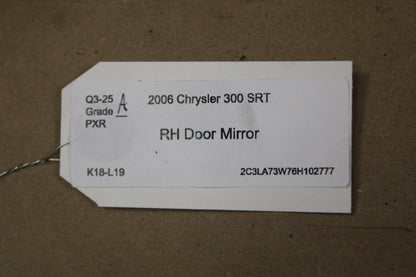 Q3-25
Grade A
PXR
2006 Chrysler 300 SRT
RH Door Mirror
K18-L19
2C3LA73W76H102777